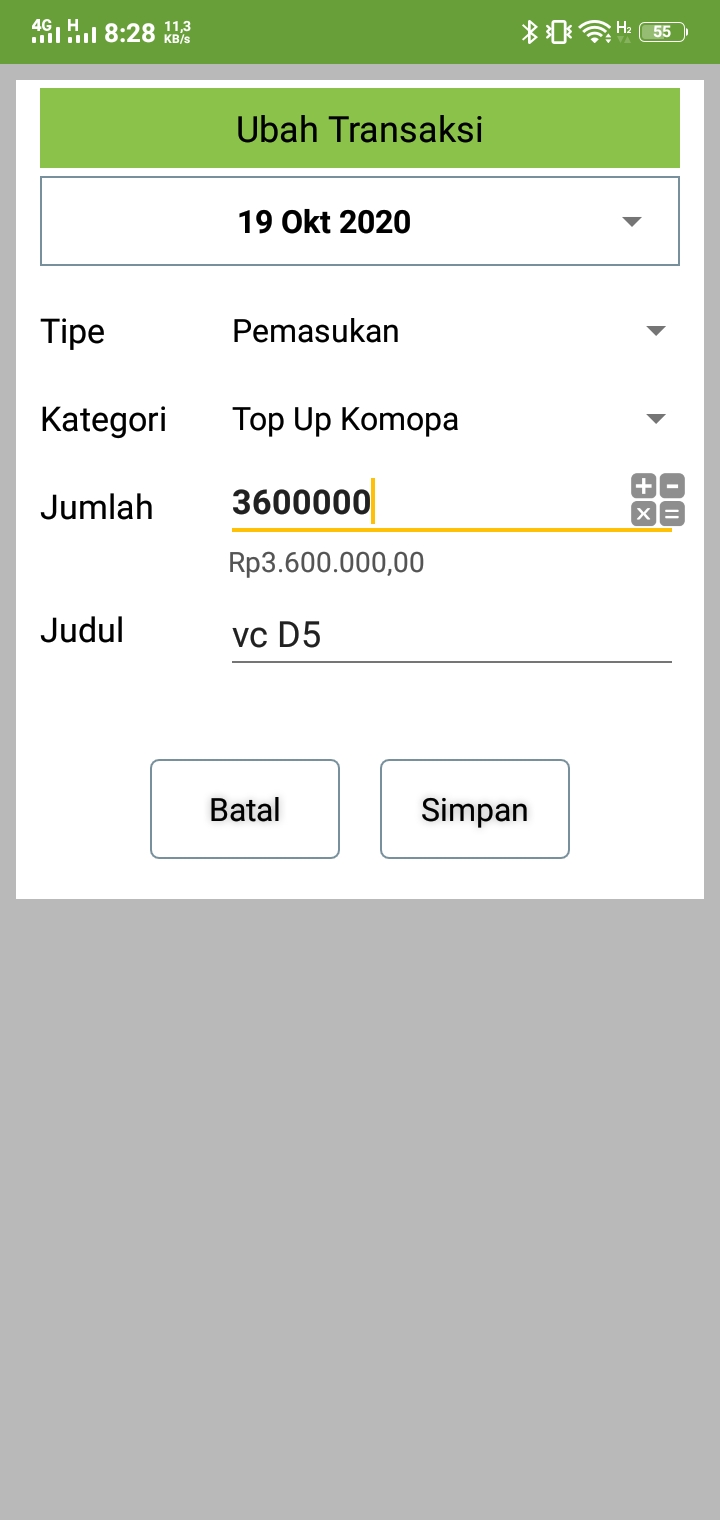 4G H 8:28 11,3 KB/s H2 55
Ubah Transaksi
19 Okt 2020
Tipe Pemasukan
Kategori Top Up Komopa
Jumlah 3600000
Rp3.600.000,00
Judul vc D5
Batal Simpan